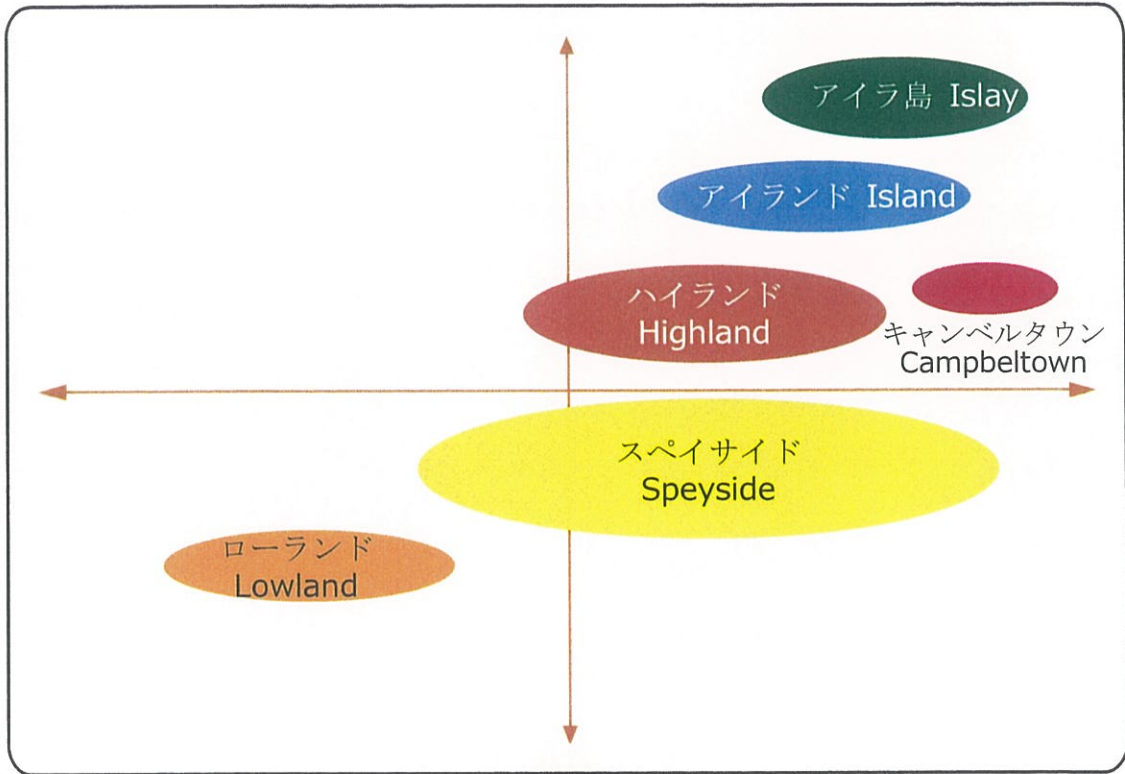 アイラ島 Islay
アイランド Island
ハイランド
Highland
キャンベルタウン
Campbeltown
スペイサイド
Speyside
ローランド
Lowland